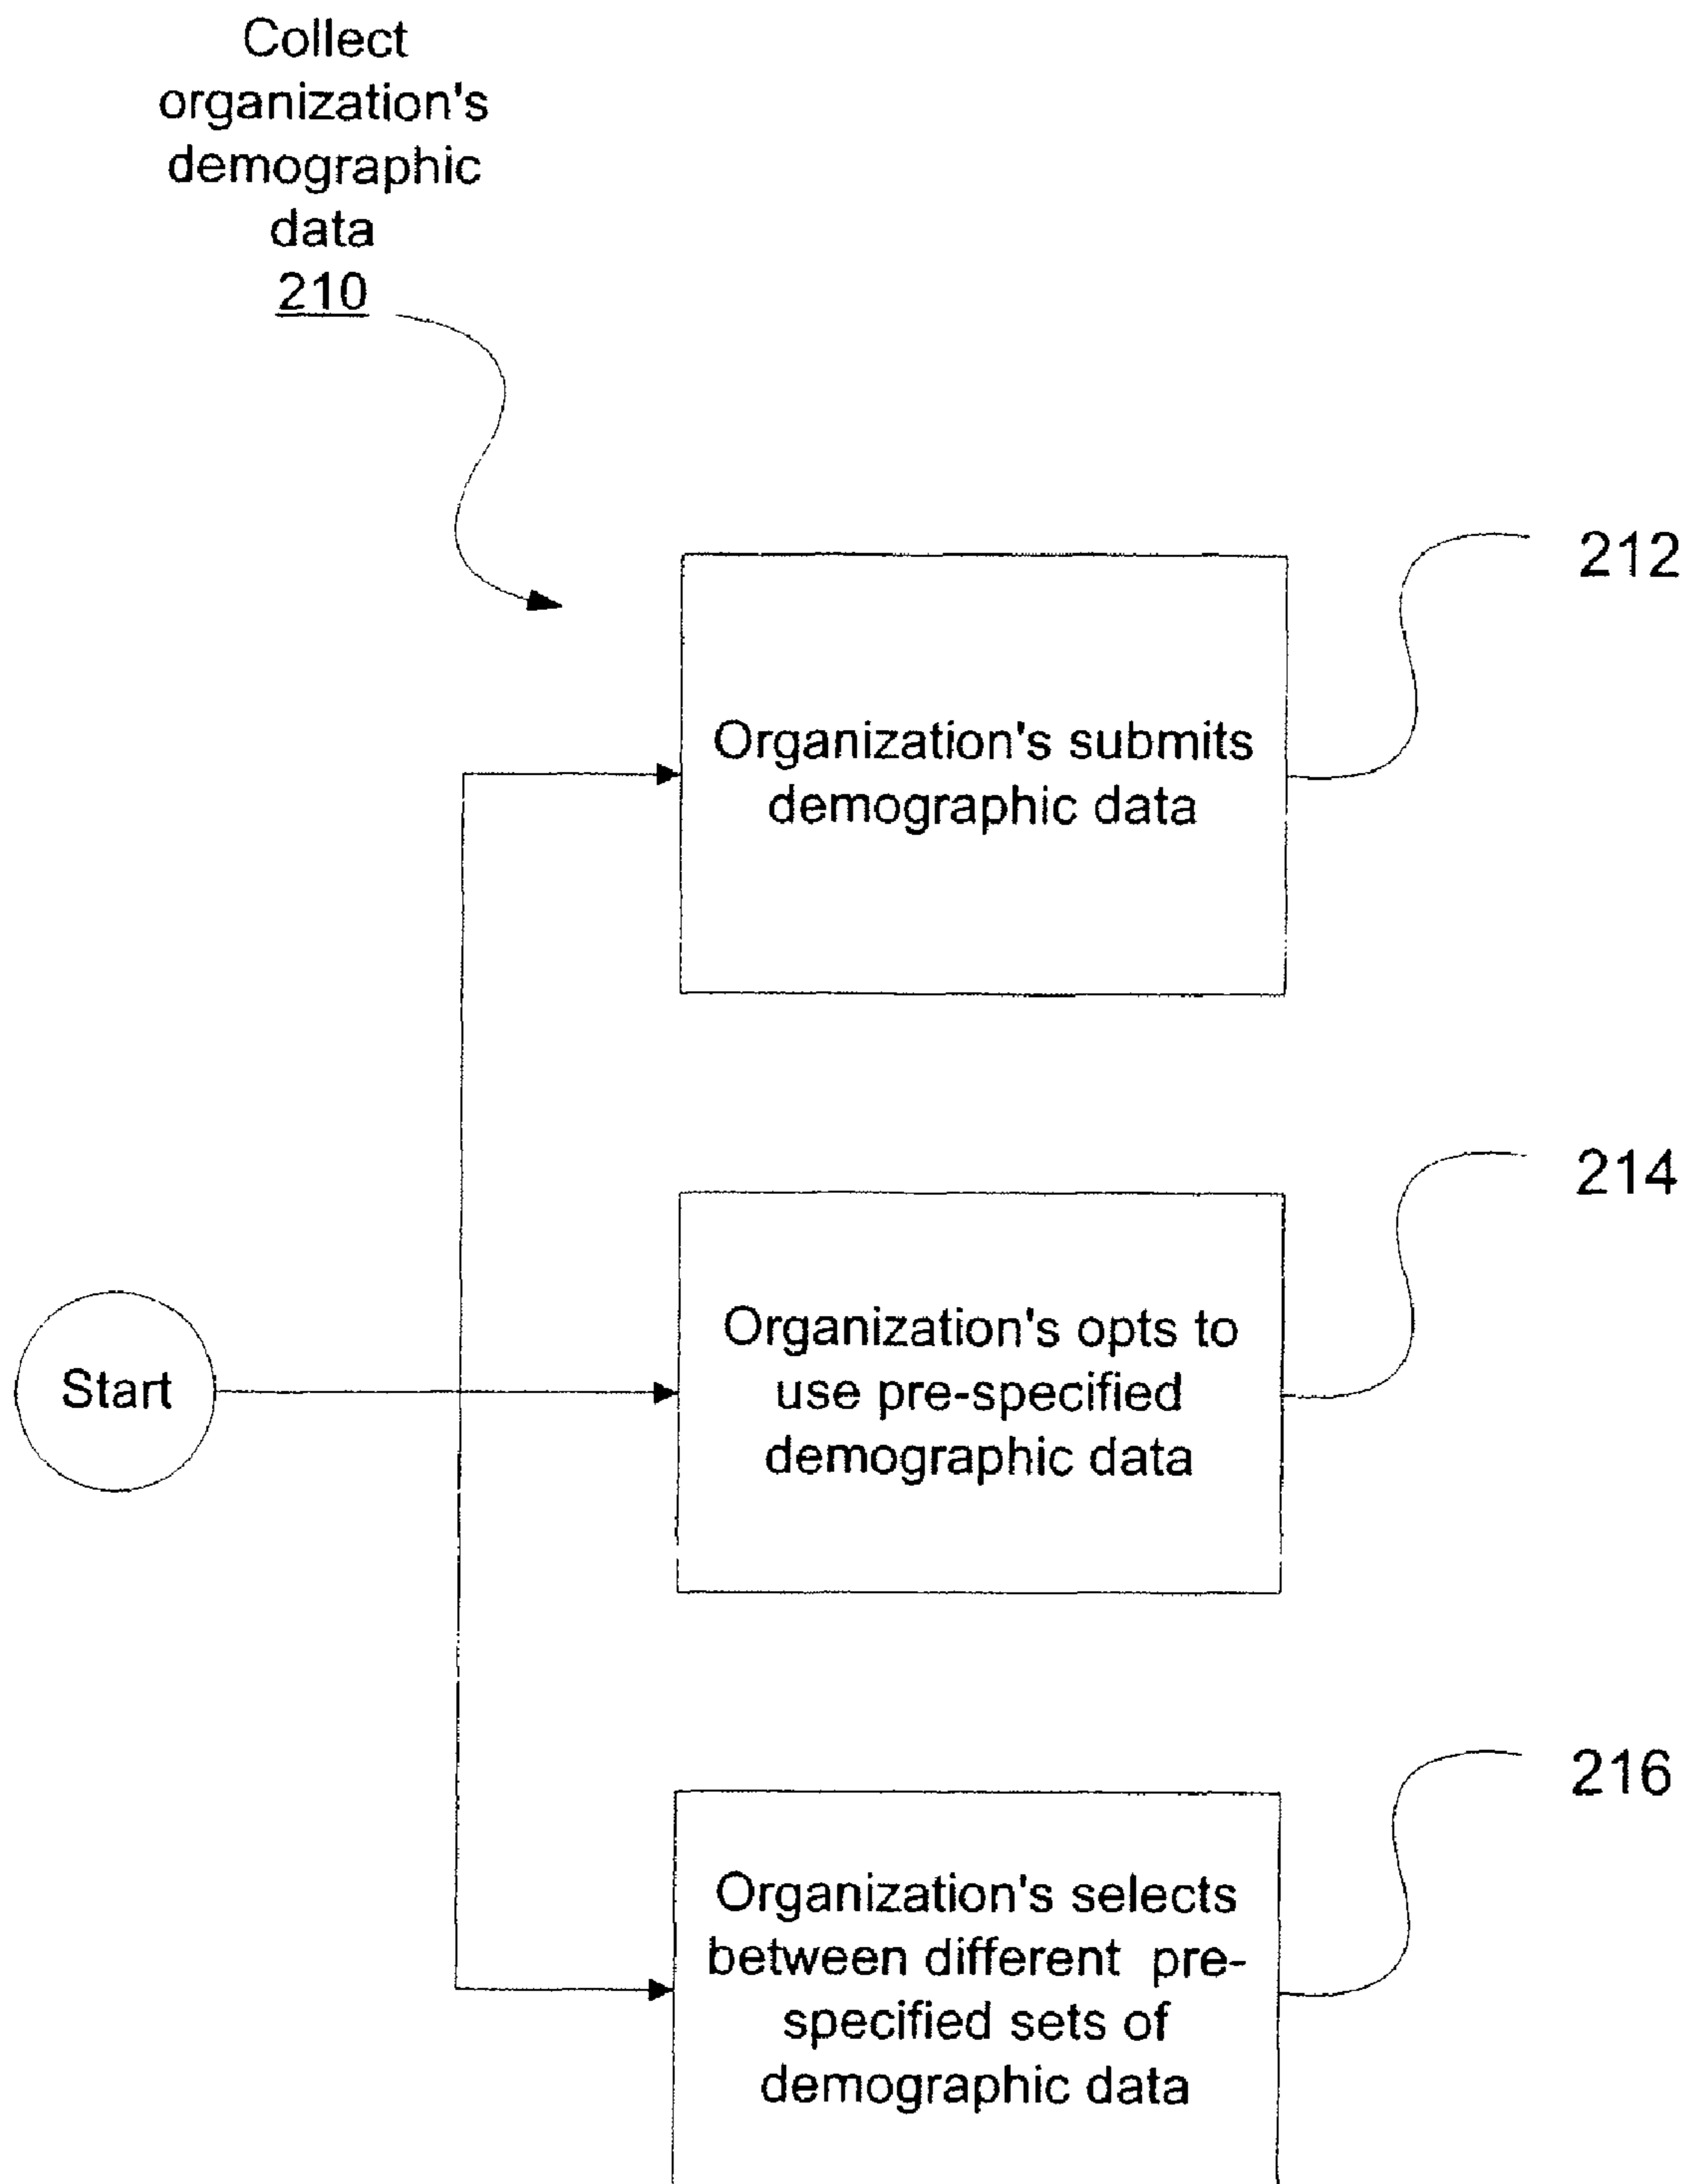 Collect
organization's
demographic
data
210
212
Organization's submits
demographic data
214
Start
Organization's opts to
use pre-specified
demographic data
216
Organization's selects
between different pre-
specified sets of
demographic data